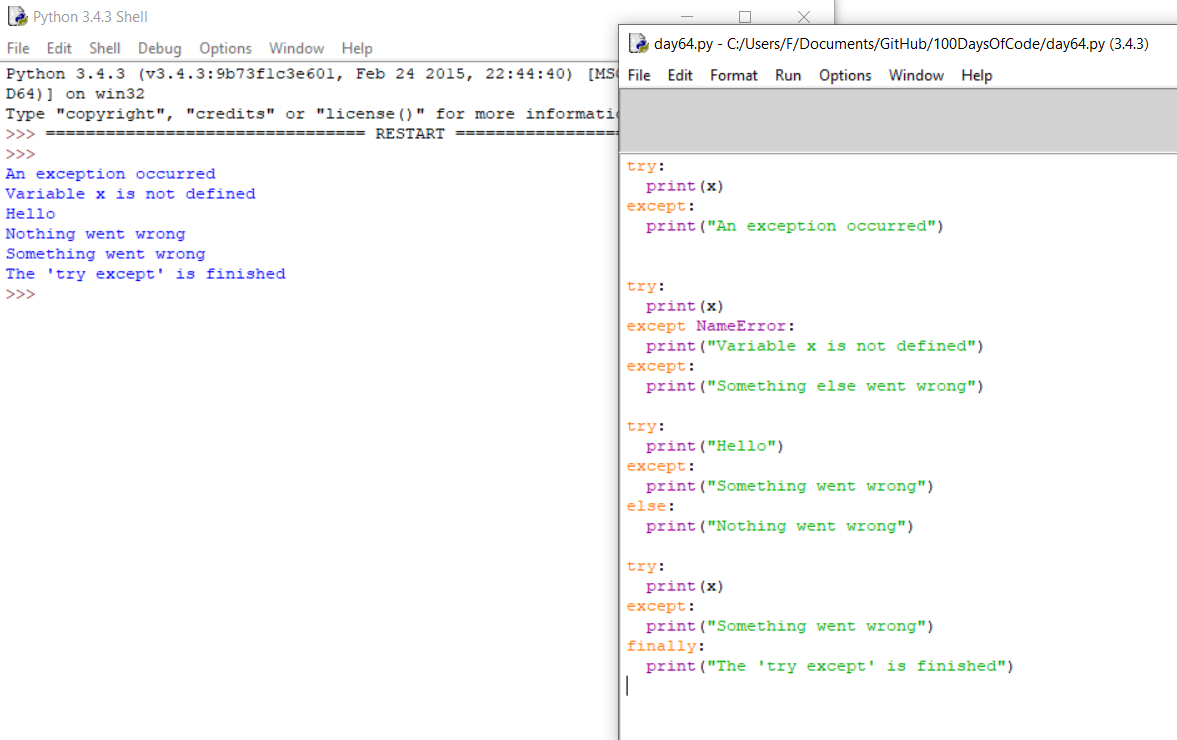 Python 3.4.3 Shell
File Edit Shell Debug Options Window Help
Python 3.4.3 (v3.4.3:9b73f1c3e601, Feb 24 2015, 22:44:40) [MSC
D64)] on win32
Type "copyright", "credits" or "license()" for more informatio
>>> ================================ RESTART ================
>>>
An exception occurred
Variable x is not defined
Hello
Nothing went wrong
Something went wrong
The 'try except' is finished
>>>
day64.py - C:/Users/F/Documents/GitHub/100DaysOfCode/day64.py (3.4.3)
File Edit Format Run Options Window Help
try:
  print(x)
except:
  print("An exception occurred")
try:
  print(x)
except NameError:
  print("Variable x is not defined")
except:
  print("Something else went wrong")
try:
  print("Hello")
except:
  print("Something went wrong")
else:
  print("Nothing went wrong")
try:
  print(x)
except:
  print("Something went wrong")
finally:
  print("The 'try except' is finished")